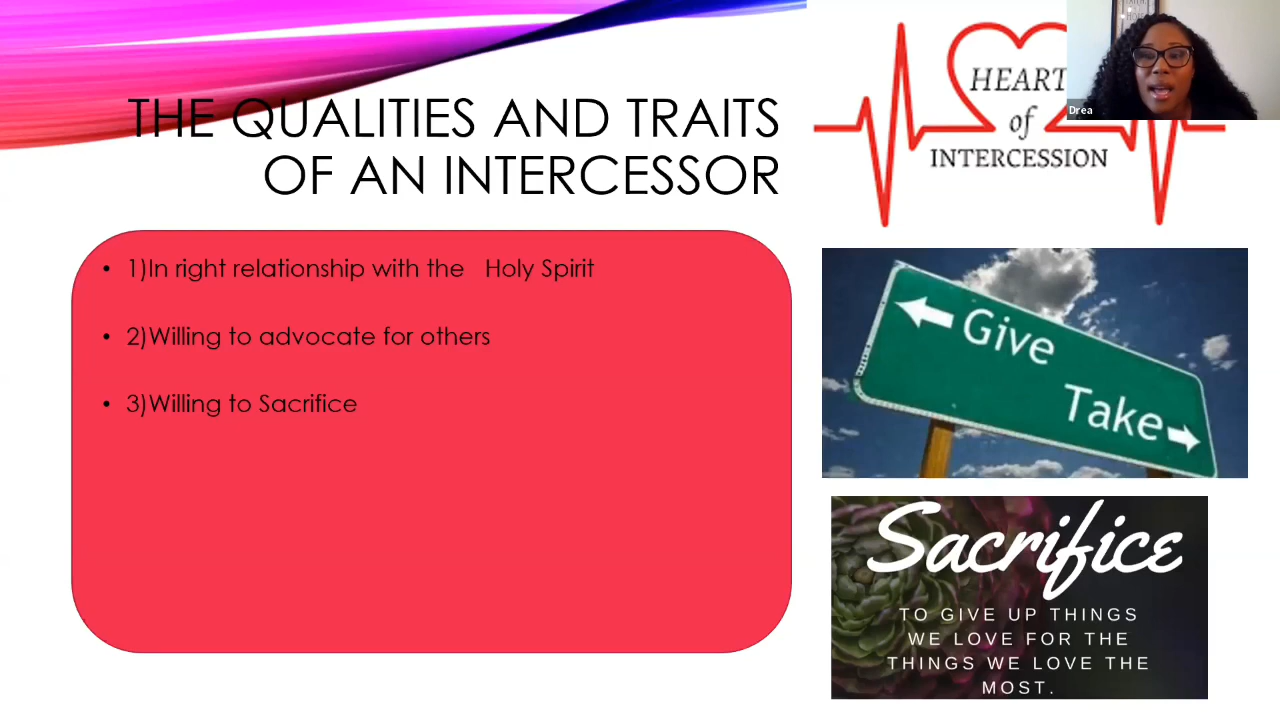 THE QUALITIES AND TRAITS
OF AN INTERCESSOR
• 1)In right relationship with the Holy Spirit
• 2)Willing to advocate for others
• 3)Willing to Sacrifice
HEART
of
INTERCESSION
Drea
Give
Take
Sacrifice
TO GIVE UP THINGS
WE LOVE FOR THE
THINGS WE LOVE THE
MOST.